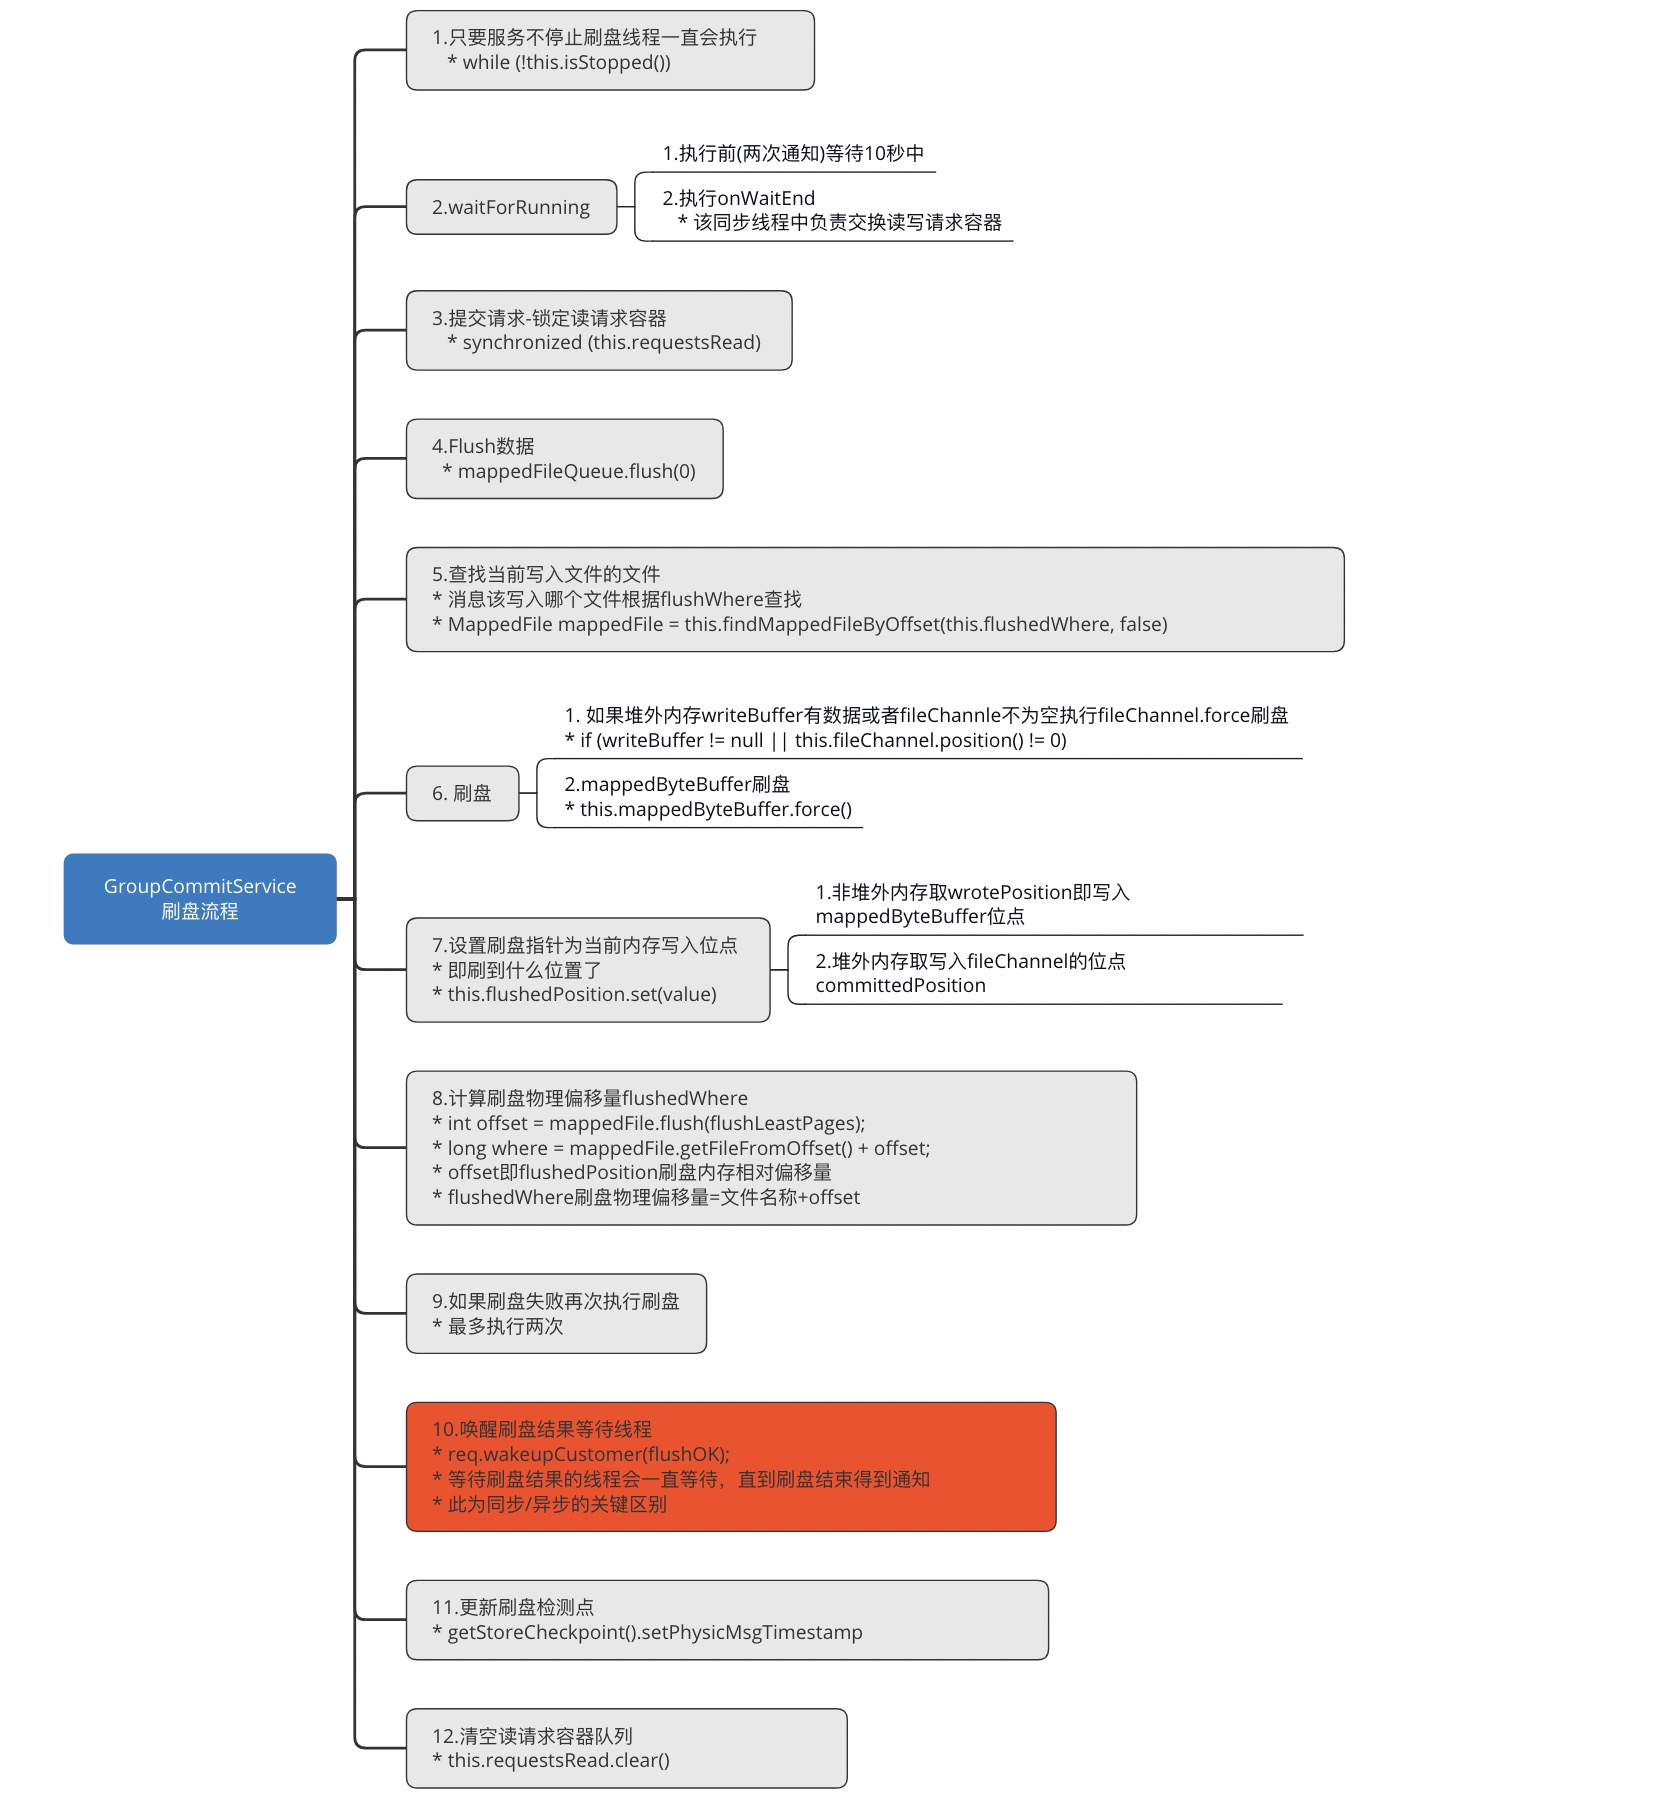 1.只要服务不停止刷盘线程一直会执行
* while (!this.isStopped())
2.waitForRunning
1.执行前(两次通知)等待10秒中
2.执行onWaitEnd
* 该同步线程中负责交换读写请求容器
3.提交请求-锁定读请求容器
* synchronized (this.requestsRead)
4.Flush数据
* mappedFileQueue.flush(0)
5.查找当前写入文件的文件
* 消息该写入哪个文件根据flushWhere查找
* MappedFile mappedFile = this.findMappedFileByOffset(this.flushedWhere, false)
6. 刷盘
1. 如果堆外内存writeBuffer有数据或者fileChannle不为空执行fileChannel.force刷盘
* if (writeBuffer != null || this.fileChannel.position() != 0)
2.mappedByteBuffer刷盘
* this.mappedByteBuffer.force()
GroupCommitService
刷盘流程
7.设置刷盘指针为当前内存写入位点
* 即刷到什么位置了
* this.flushedPosition.set(value)
1.非堆外内存取wrotePosition即写入
mappedByteBuffer位点
2.堆外内存取写入fileChannel的位点
committedPosition
8.计算刷盘物理偏移量flushedWhere
* int offset = mappedFile.flush(flushLeastPages);
* long where = mappedFile.getFileFromOffset() + offset;
* offset即flushedPosition刷盘内存相对偏移量
* flushedWhere刷盘物理偏移量=文件名称+offset
9.如果刷盘失败再次执行刷盘
* 最多执行两次
10.唤醒刷盘结果等待线程
* req.wakeupCustomer(flushOK);
* 等待刷盘结果的线程会一直等待，直到刷盘结束得到通知
* 此为同步/异步的关键区别
11.更新刷盘检测点
* getStoreCheckpoint().setPhysicMsgTimestamp
12.清空读请求容器队列
* this.requestsRead.clear()